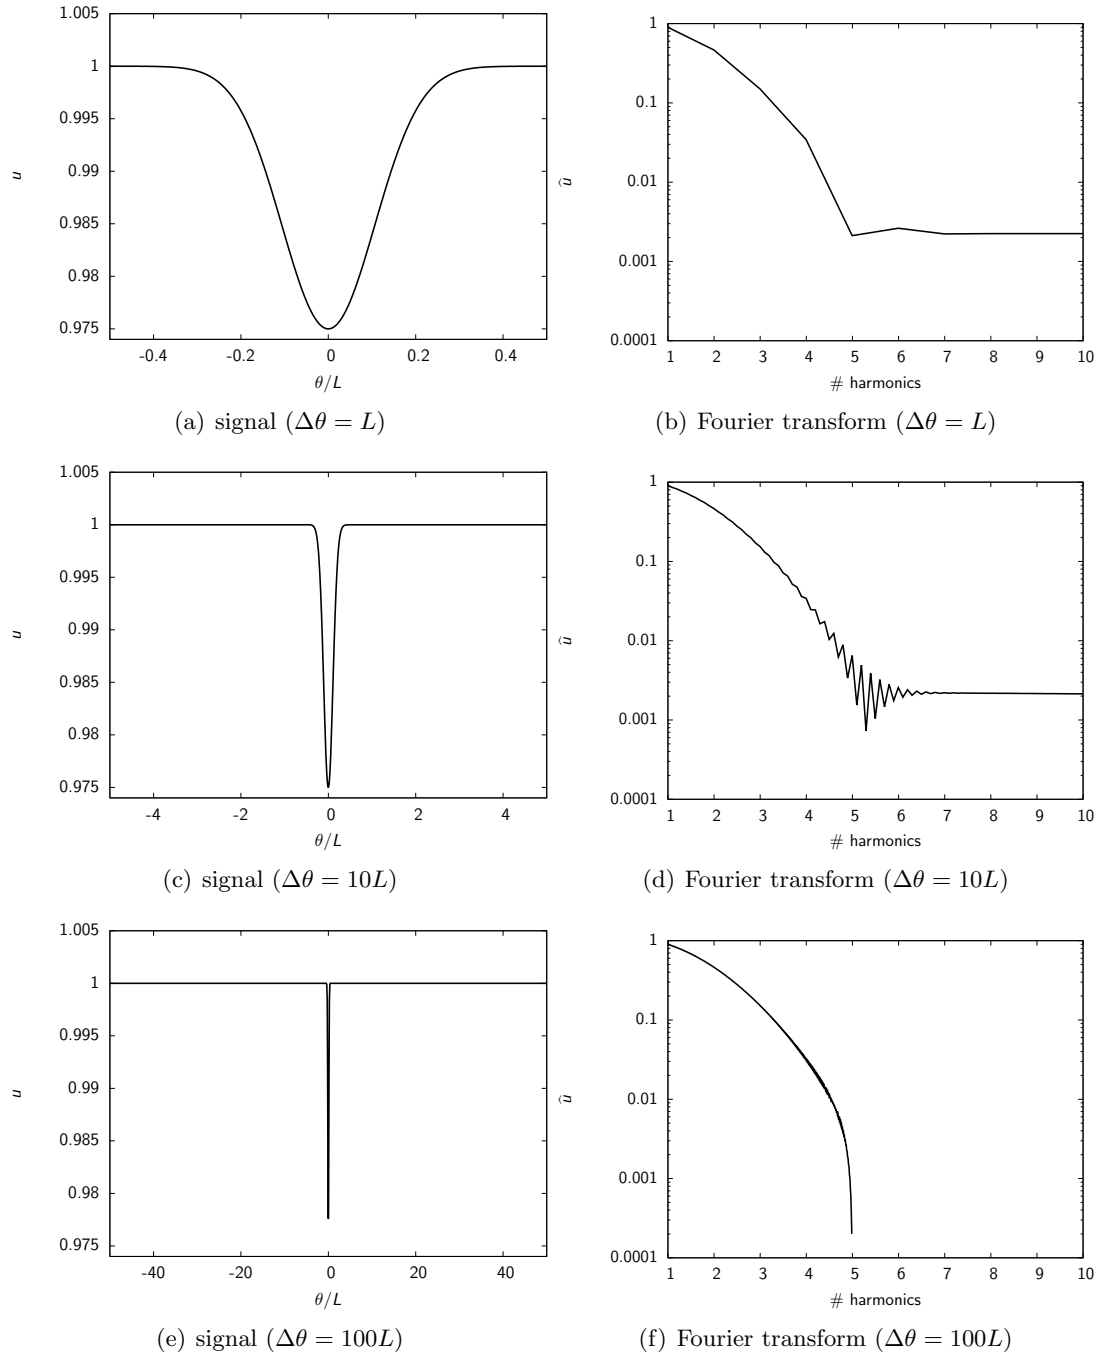 1.005
1
0.995
0.99
0.985
0.98
0.975
-0.4 -0.2 0 0.2 0.4
u
θ/L
(a) signal (Δθ = L)
1
0.1
0.01
0.001
0.0001
1 2 3 4 5 6 7 8 9 10
û
# harmonics
(b) Fourier transform (Δθ = L)
1.005
1
0.995
0.99
0.985
0.98
0.975
-4 -2 0 2 4
u
θ/L
(c) signal (Δθ = 10L)
1
0.1
0.01
0.001
0.0001
1 2 3 4 5 6 7 8 9 10
û
# harmonics
(d) Fourier transform (Δθ = 10L)
1.005
1
0.995
0.99
0.985
0.98
0.975
-40 -20 0 20 40
u
θ/L
(e) signal (Δθ = 100L)
1
0.1
0.01
0.001
0.0001
1 2 3 4 5 6 7 8 9 10
û
# harmonics
(f) Fourier transform (Δθ = 100L)